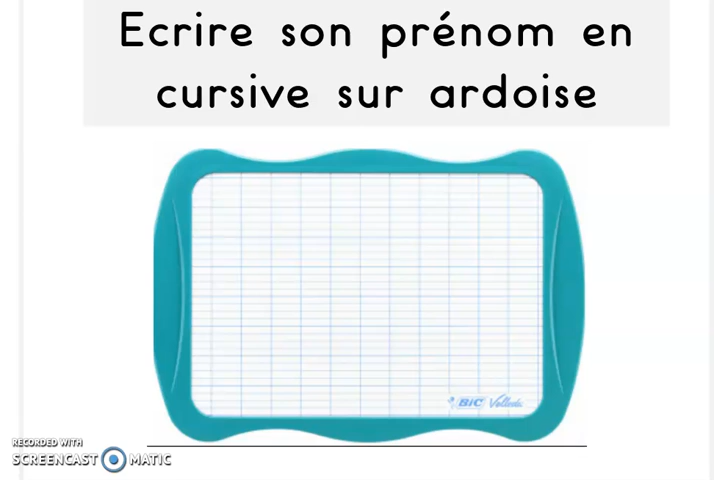 Ecrire son prénom en
cursive sur ardoise
BIC Velleda
RECORDED WITH
SCREENCAST MATIC